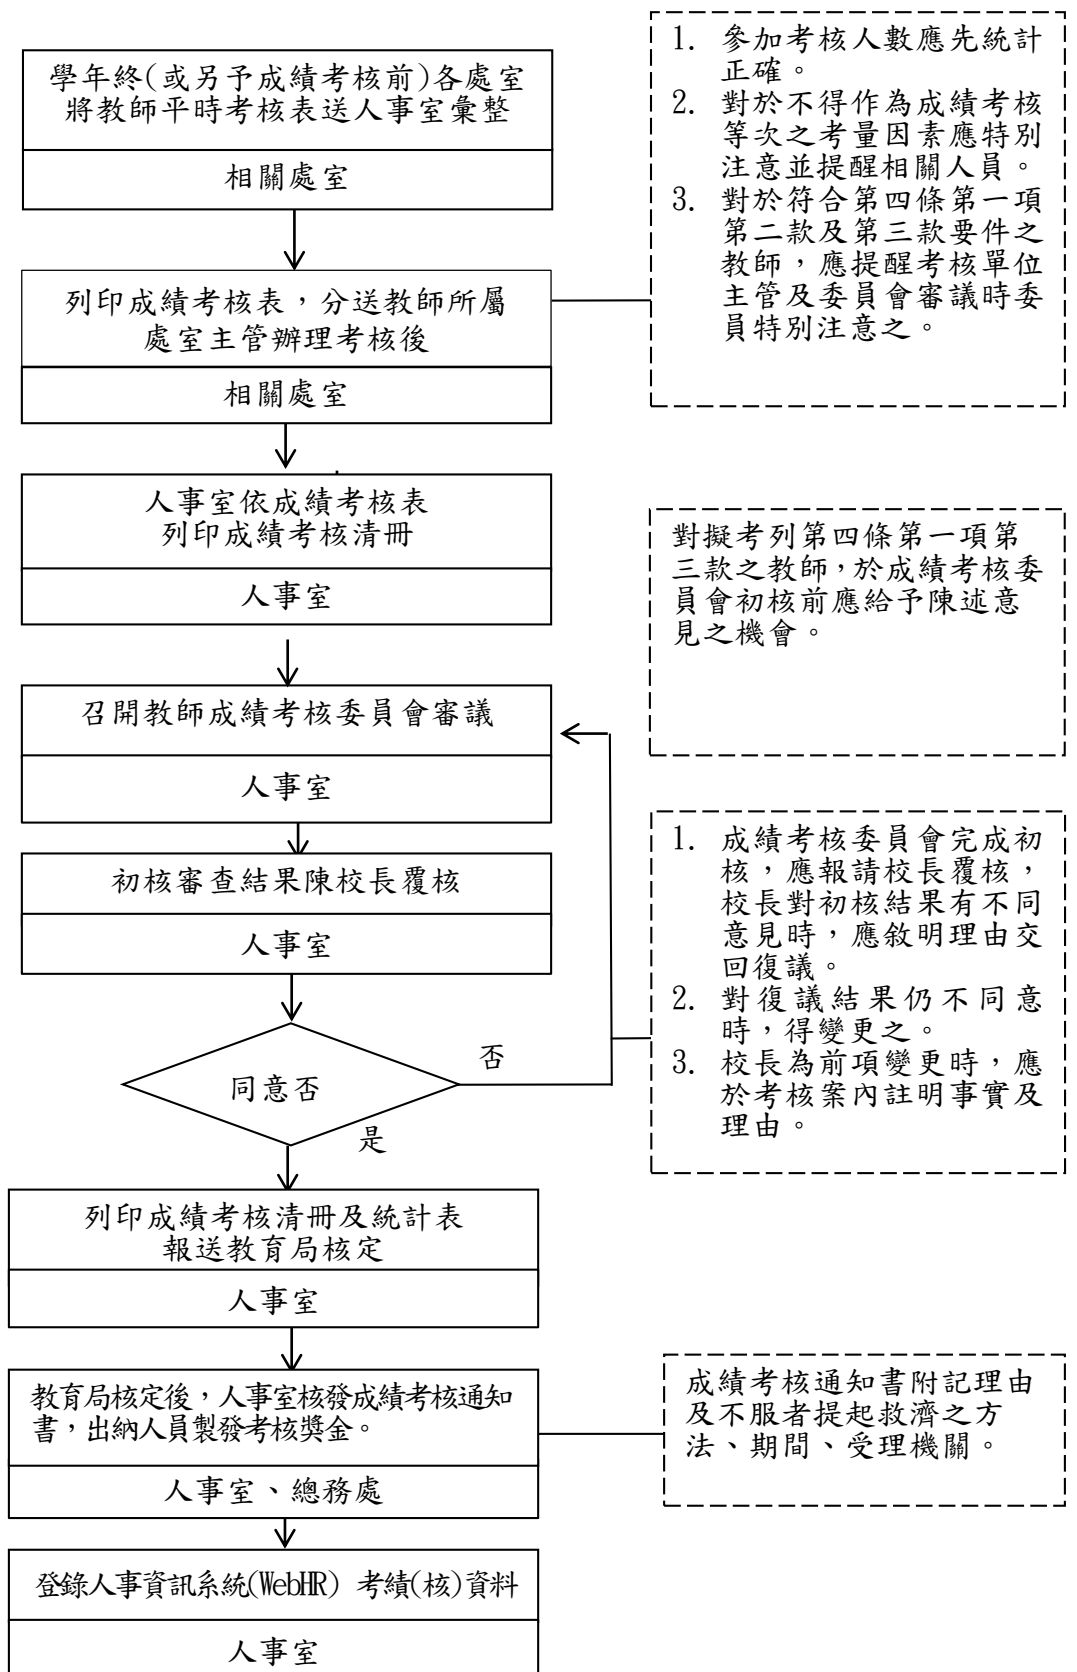 學年終(或另予成績考核前)各處室
將教師平時考核表送人事室彙整
相關處室
1. 參加考核人數應先統計
正確。
2. 對於不得作為成績考核
等次之考量因素應特別
注意並提醒相關人員。
3. 對於符合第四條第一項
第二款及第三款要件之
教師，應提醒考核單位
主管及委員會審議時委
員特別注意之。
列印成績考核表，分送教師所屬
處室主管辦理考核後
相關處室
人事室依成績考核表
列印成績考核清冊
人事室
對擬考列第四條第一項第
三款之教師，於成績考核委
員會初核前應給予陳述意
見之機會。
召開教師成績考核委員會審議
人事室
初核審查結果陳校長覆核
人事室
1. 成績考核委員會完成初
核，應報請校長覆核，
校長對初核結果有不同
意見時，應敘明理由交
回復議。
2. 對復議結果仍不同意
時，得變更之。
3. 校長為前項變更時，應
於考核案內註明事實及
理由。
同意否
否
是
列印成績考核清冊及統計表
報送教育局核定
人事室
教育局核定後，人事室核發成績考核通知
書，出納人員製發考核獎金。
人事室、總務處
成績考核通知書附記理由
及不服者提起救濟之方
法、期間、受理機關。
登錄人事資訊系統(WebHR) 考績(核)資料
人事室